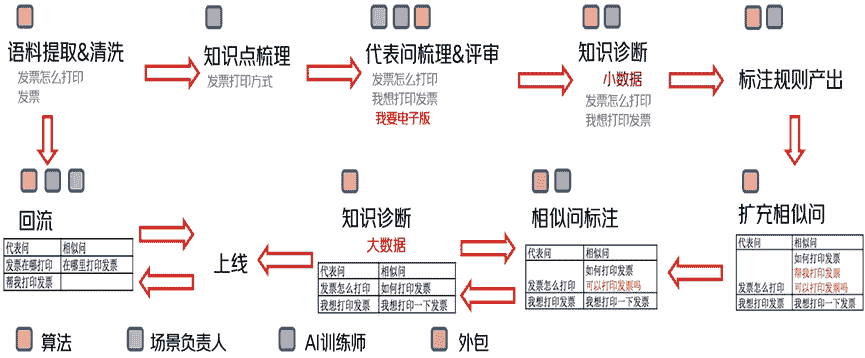 语料提取&清洗
发票怎么打印
发票
知识点梳理
发票打印方式
代表问梳理&评审
发票怎么打印
我想打印发票
我要电子版
知识诊断
小数据
发票怎么打印
我想打印发票
标注规则产出
回流
代表问 相似问
发票在哪打印 在哪里打印发票
帮我打印发票
上线
知识诊断
大数据
代表问 相似问
发票怎么打印 如何打印发票
我想打印发票 我想打印一下发票
相似问标注
代表问 相似问
如何打印发票
发票怎么打印 可以打印发票吗
我想打印发票 我想打印一下发票
扩充相似问
代表问 相似问
如何打印发票
帮我打印发票
发票怎么打印 可以打印发票吗
我想打印发票 我想打印一下发票
算法 场景负责人 AI训练师 外包